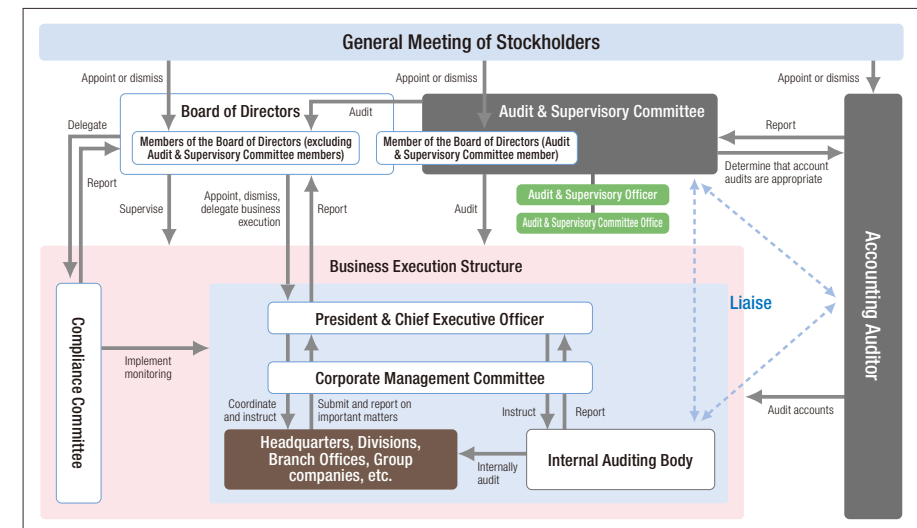 General Meeting of Stockholders
Appoint or dismiss
Appoint or dismiss
Appoint or dismiss
Board of Directors
Audit
Audit & Supervisory Committee
Delegate
Members of the Board of Directors (excluding
Audit & Supervisory Committee members)
Member of the Board of Directors (Audit
& Supervisory Committee member)
Report
Report
Determine that account
audits are appropriate
Supervise
Appoint, dismiss,
delegate business
execution
Report
Audit
Audit & Supervisory Officer
Audit & Supervisory Committee Office
Accounting Auditor
Business Execution Structure
Liaise
Compliance Committee
President & Chief Executive Officer
Implement
monitoring
Corporate Management Committee
Coordinate
and instruct
Submit and report on
important matters
Instruct
Report
Audit accounts
Headquarters, Divisions,
Branch Offices, Group
companies, etc.
Internally
audit
Internal Auditing Body